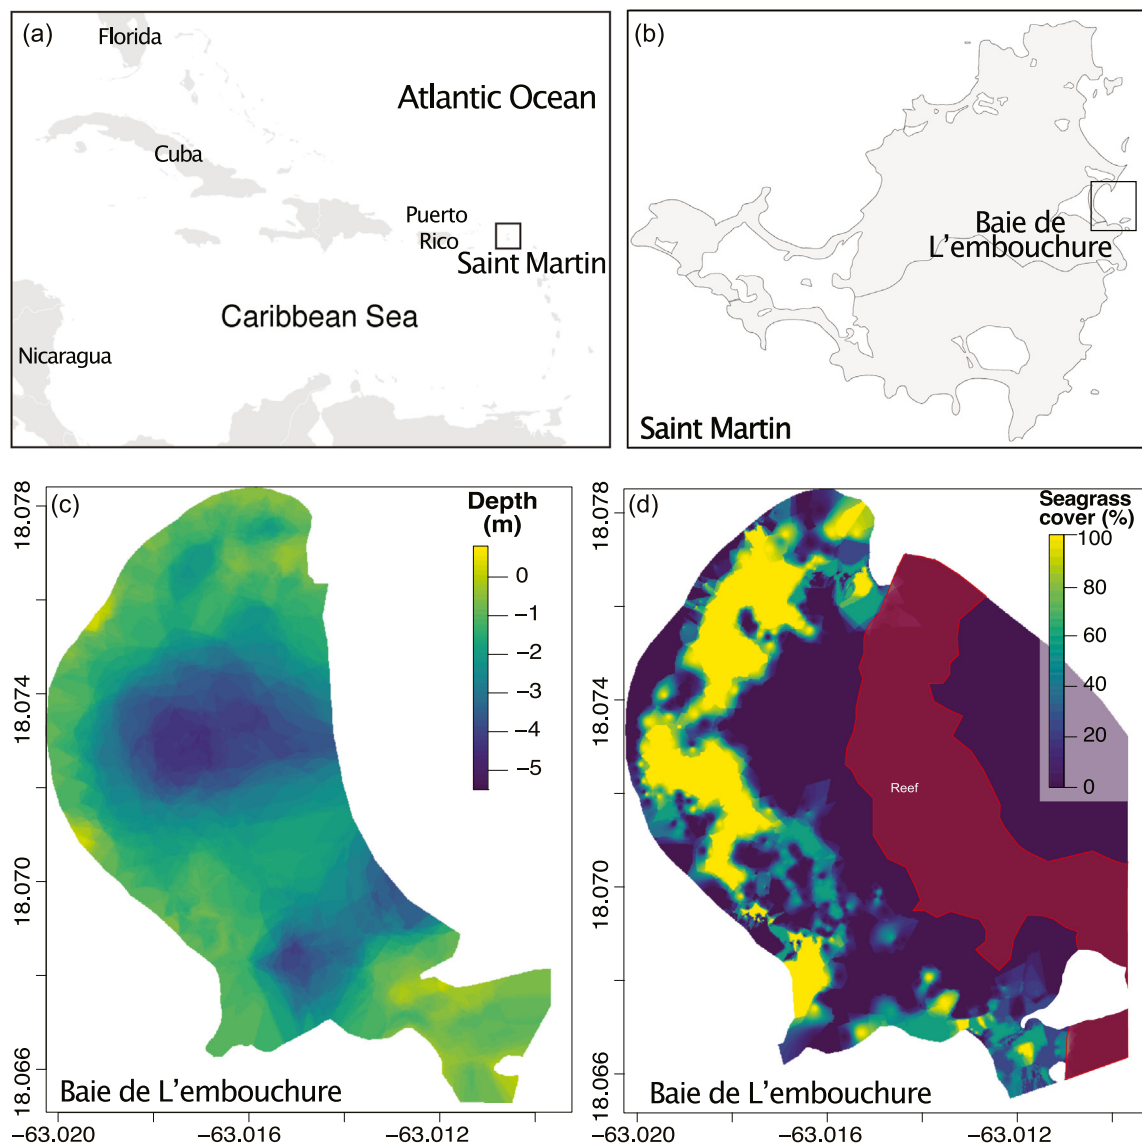 (a)
Florida
Atlantic Ocean
Cuba
Puerto
Rico
Saint Martin
Caribbean Sea
Nicaragua
(b)
Baie de
L'embouchure
Saint Martin
(c)
Depth
(m)
0
−1
−2
−3
−4
−5
18.078
18.074
18.070
18.066
Baie de L'embouchure
−63.020
−63.016
−63.012
(d)
Seagrass
cover (%)
100
80
60
40
20
0
Reef
18.078
18.074
18.070
18.066
Baie de L'embouchure
−63.020
−63.016
−63.012